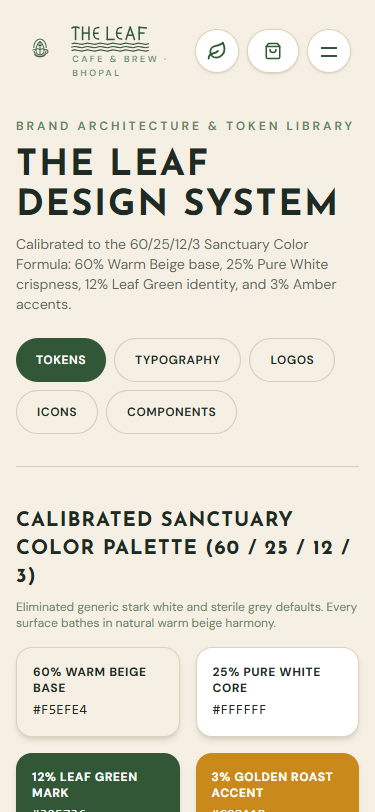 THE LEAF
CAFE & BREW ·
BHOPAL
BRAND ARCHITECTURE & TOKEN LIBRARY
THE LEAF
DESIGN SYSTEM
Calibrated to the 60/25/12/3 Sanctuary Color
Formula: 60% Warm Beige base, 25% Pure White
crispness, 12% Leaf Green identity, and 3% Amber
accents.
TOKENS
TYPOGRAPHY
LOGOS
ICONS
COMPONENTS
CALIBRATED SANCTUARY
COLOR PALETTE (60 / 25 / 12 /
3)
Eliminated generic stark white and sterile grey defaults. Every
surface bathes in natural warm beige harmony.
60% WARM BEIGE
BASE
#F5EFE4
25% PURE WHITE
CORE
#FFFFFF
12% LEAF GREEN
MARK
3% GOLDEN ROAST
ACCENT